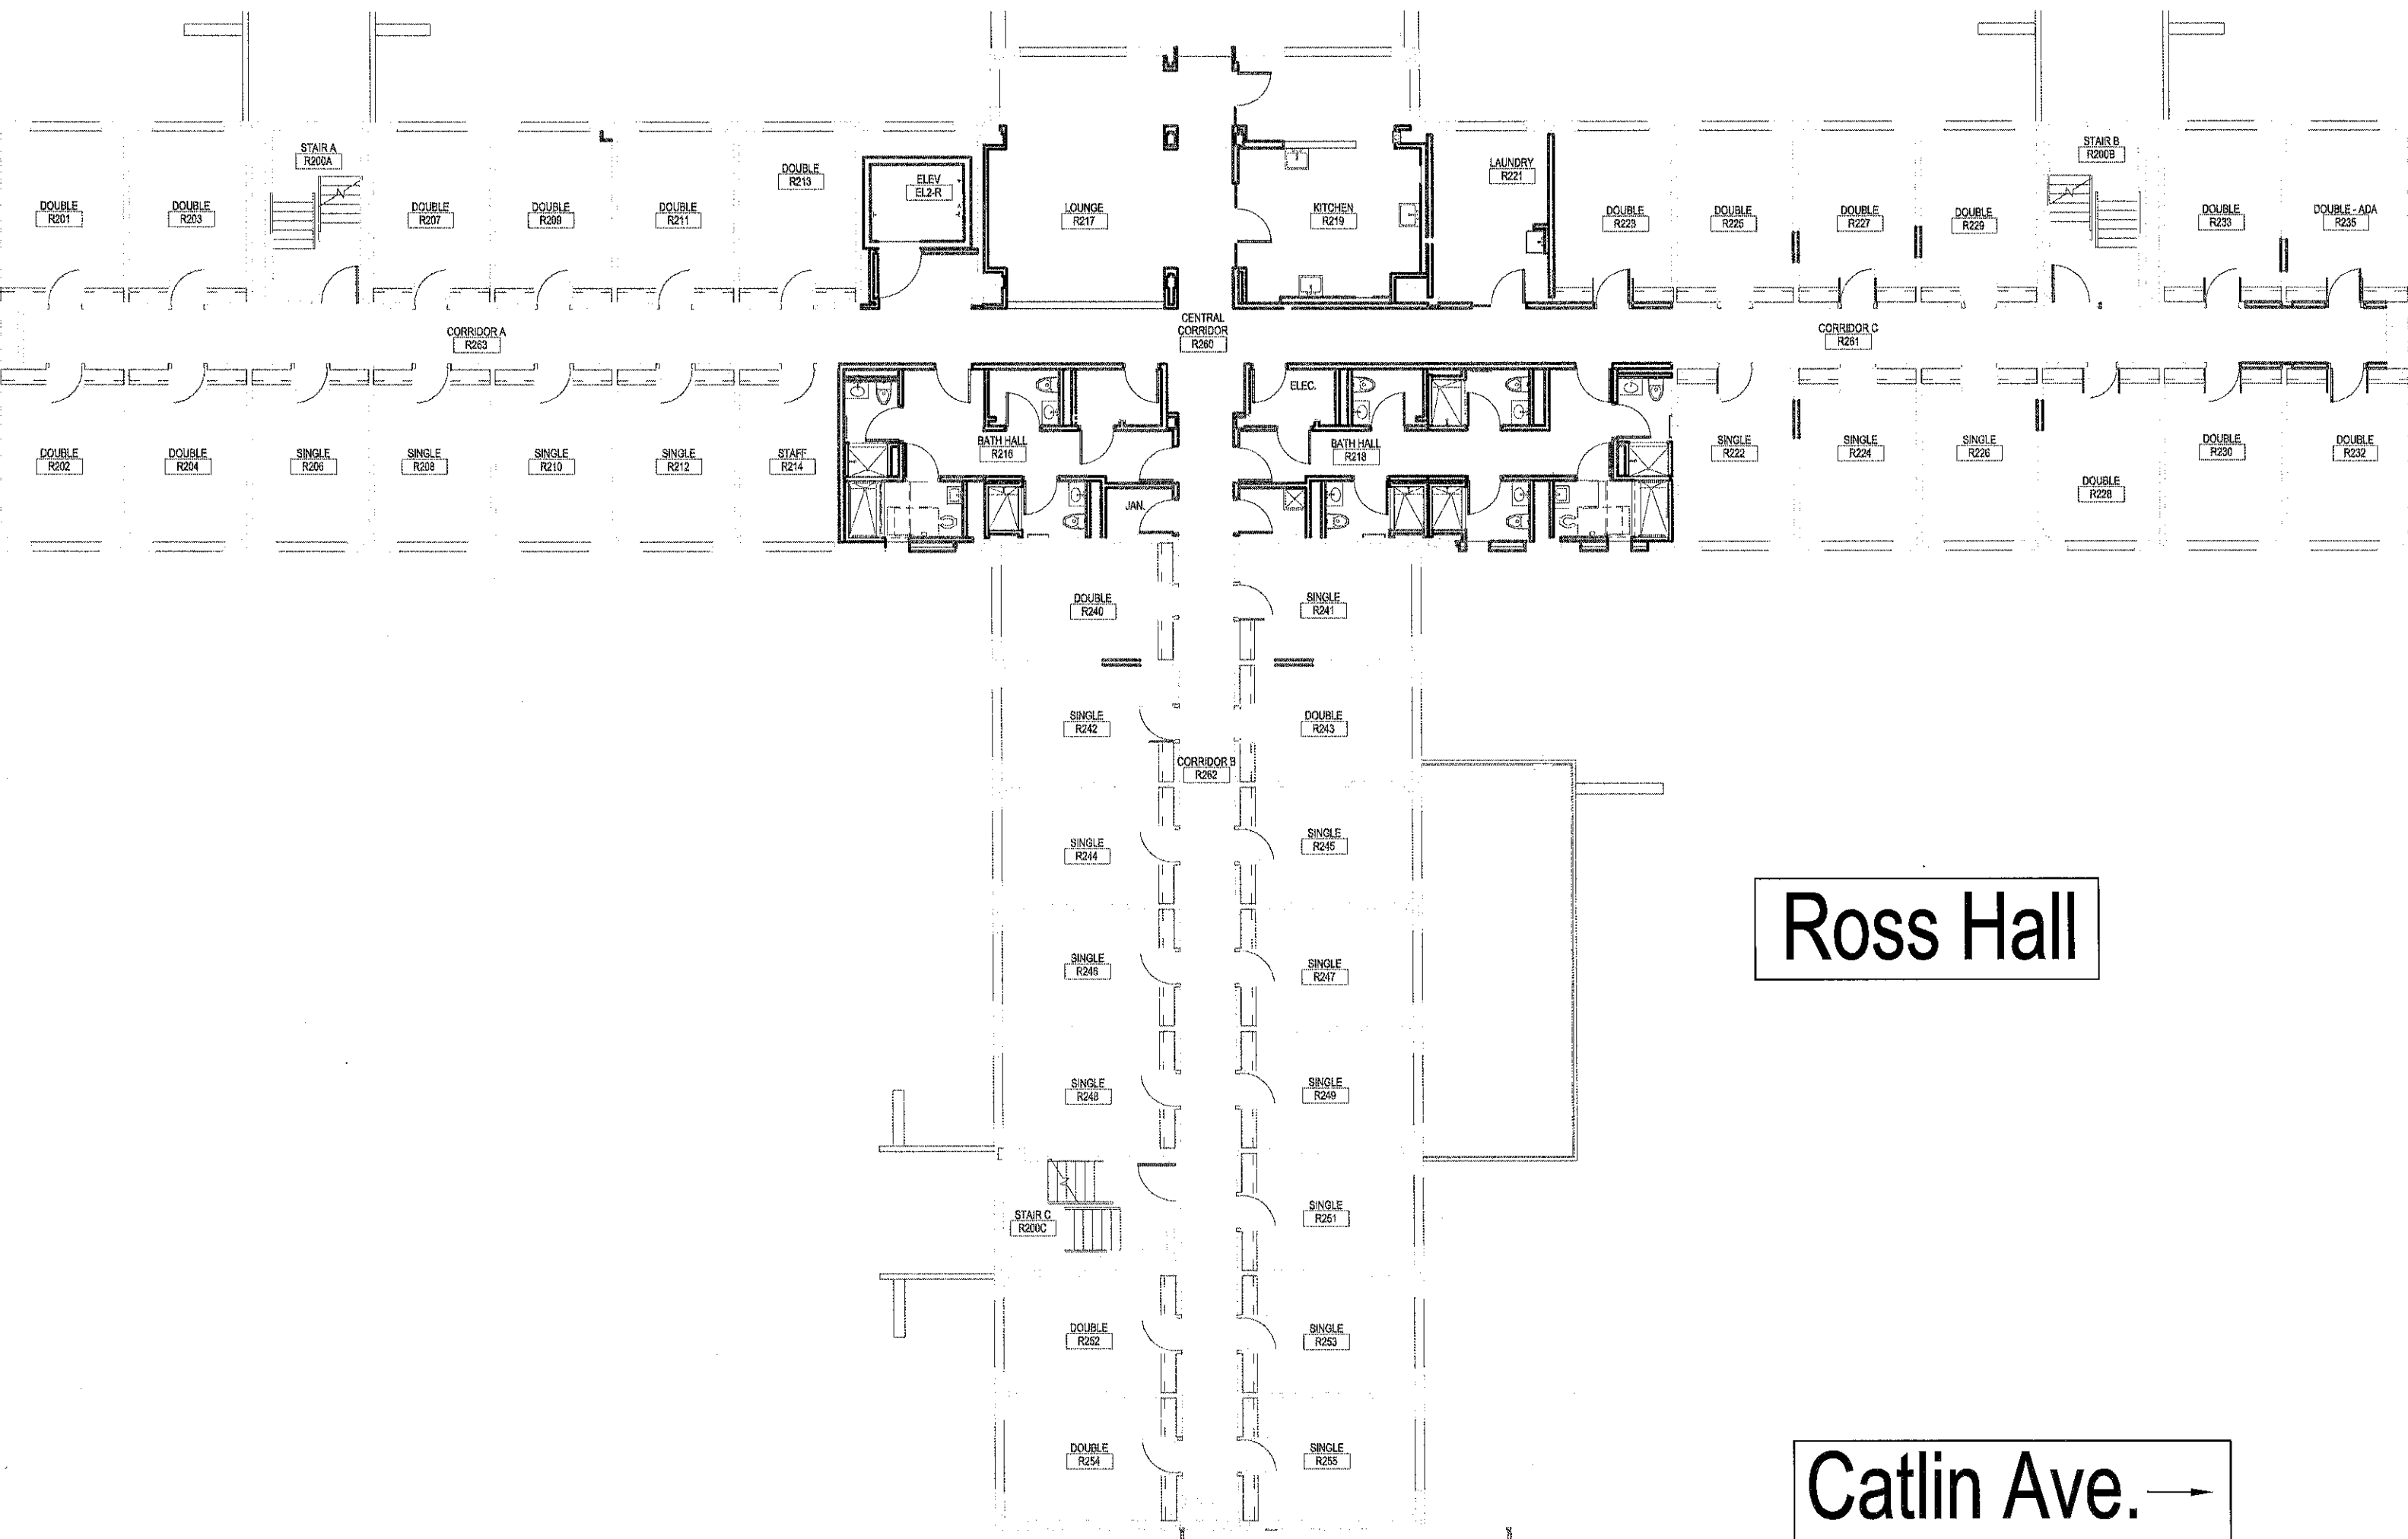 STAIR A
R200A
STAIR B
R200B
DOUBLE
R213
ELEV
EL2-R
LAUNDRY
R221
DOUBLE
R201
DOUBLE
R203
DOUBLE
R207
DOUBLE
R209
DOUBLE
R211
LOUNGE
R217
KITCHEN
R219
DOUBLE
R223
DOUBLE
R225
DOUBLE
R227
DOUBLE
R229
DOUBLE
R233
DOUBLE - ADA
R235
CORRIDOR A
R263
CENTRAL
CORRIDOR
R260
CORRIDOR C
R261
ELEC.
DOUBLE
R202
DOUBLE
R204
SINGLE
R206
SINGLE
R208
SINGLE
R210
SINGLE
R212
STAFF
R214
BATH HALL
R216
BATH HALL
R218
SINGLE
R222
SINGLE
R224
SINGLE
R226
DOUBLE
R228
DOUBLE
R230
DOUBLE
R232
JAN.
DOUBLE
R240
SINGLE
R241
SINGLE
R242
DOUBLE
R243
CORRIDOR B
R262
SINGLE
R244
SINGLE
R245
Ross Hall
SINGLE
R246
SINGLE
R247
SINGLE
R248
SINGLE
R249
STAIR C
R200C
SINGLE
R251
DOUBLE
R252
SINGLE
R253
DOUBLE
R254
SINGLE
R255
Catlin Ave.